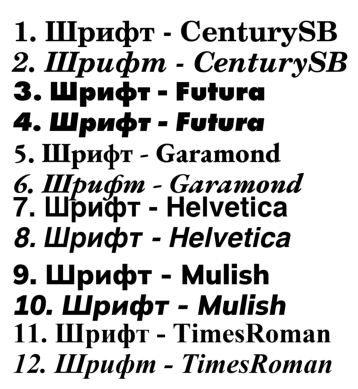 1. Шрифт - CenturySB
2. Шрифт - CenturySB
3. Шрифт - Futura
4. Шрифт - Futura
5. Шрифт - Garamond
6. Шрифт - Garamond
7. Шрифт - Helvetica
8. Шрифт - Helvetica
9. Шрифт - Mulish
10. Шрифт - Mulish
11. Шрифт - TimesRoman
12. Шрифт - TimesRoman